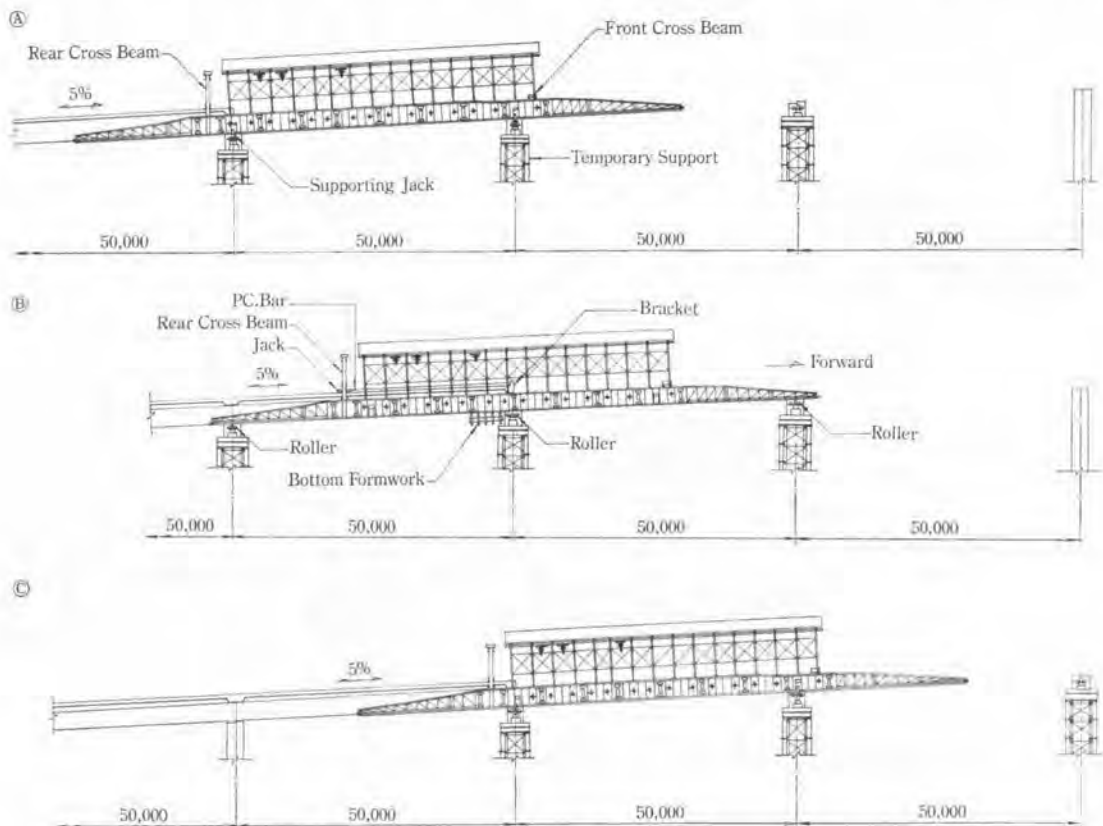 Ⓐ
Front Cross Beam
Rear Cross Beam
5%
Temporary Support
Supporting Jack
50,000 50,000 50,000 50,000
Ⓑ
PC.Bar
Bracket
Rear Cross Beam
Jack
5%
Forward
Roller Roller Roller
Bottom Formwork
50,000 50,000 50,000 50,000
Ⓒ
5%
50,000 50,000 50,000 50,000